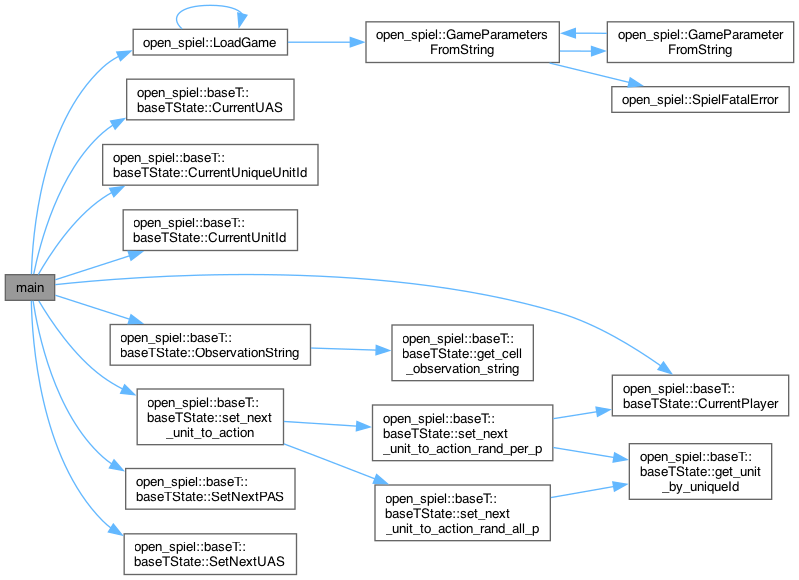 open_spiel::LoadGame
open_spiel::GameParameters
FromString
open_spiel::GameParameter
FromString
open_spiel::SpielFatalError
open_spiel::baseT::
baseTState::CurrentUAS
open_spiel::baseT::
baseTState::CurrentUniqueUnitId
open_spiel::baseT::
baseTState::CurrentUnitId
main
open_spiel::baseT::
baseTState::ObservationString
open_spiel::baseT::
baseTState::get_cell
_observation_string
open_spiel::baseT::
baseTState::CurrentPlayer
open_spiel::baseT::
baseTState::set_next
_unit_to_action
open_spiel::baseT::
baseTState::set_next
_unit_to_action_rand_per_p
open_spiel::baseT::
baseTState::get_unit
_by_uniqueId
open_spiel::baseT::
baseTState::SetNextPAS
open_spiel::baseT::
baseTState::set_next
_unit_to_action_rand_all_p
open_spiel::baseT::
baseTState::SetNextUAS